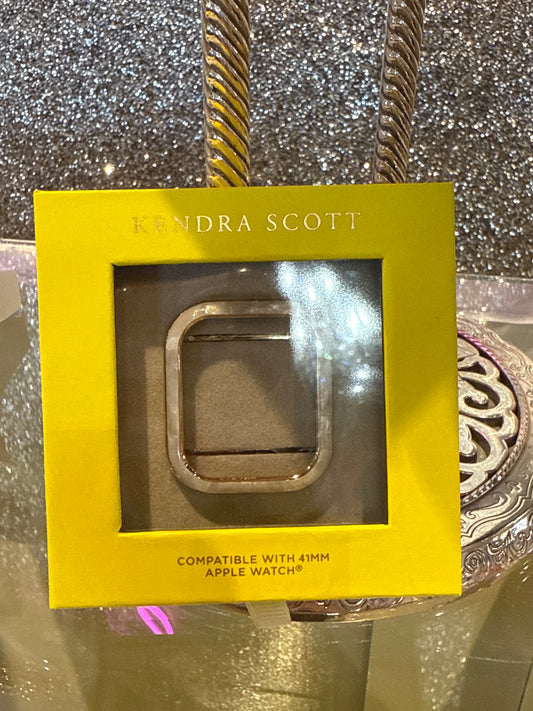 KENDRA SCOTT
COMPATIBLE WITH 41MM
APPLE WATCH®